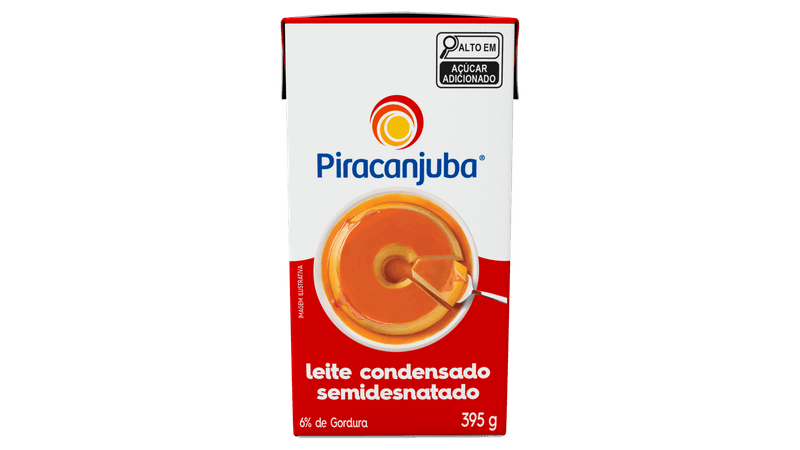 ALTO EM
AÇÚCAR
ADICIONADO
Piracanjuba®
IMAGEM ILUSTRATIVA
leite condensado
semidesnatado
6% de Gordura
395 g